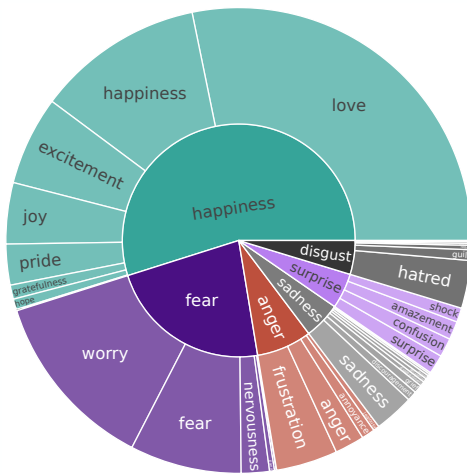 happiness
love
excitement
joy
pride
gratefulness
hope
happiness
disgust
surprise
sadness
anger
fear
hatred
shock
amazement
confusion
surprise
sadness
discouragement
annoyance
anger
frustration
nervousness
fear
worry